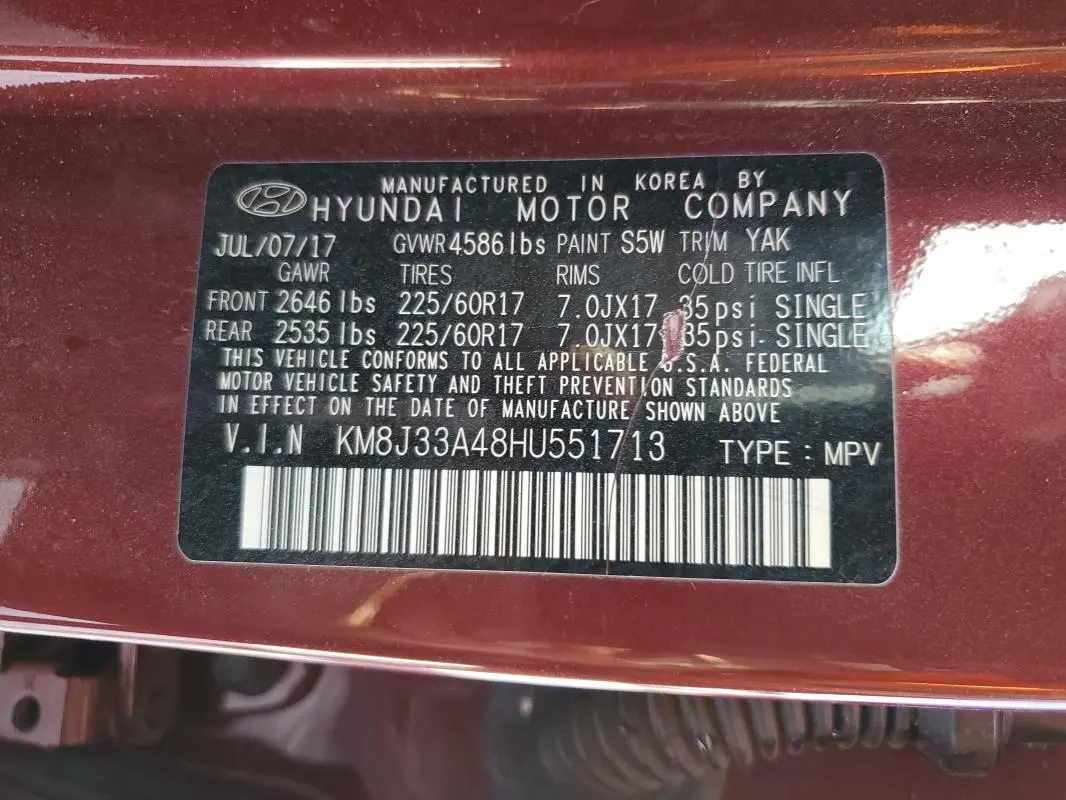 MANUFACTURED IN KOREA BY
HYUNDAI MOTOR COMPANY
JUL/07/17 GVWR 4586 lbs PAINT S5W TRIM YAK
GAWR TIRES RIMS COLD TIRE INFL
FRONT 2646 lbs 225/60R17 7.0JX17 35psi SINGLE
REAR 2535 lbs 225/60R17 7.0JX17 35psi SINGLE
THIS VEHICLE CONFORMS TO ALL APPLICABLE U.S.A. FEDERAL
MOTOR VEHICLE SAFETY AND THEFT PREVENTION STANDARDS
IN EFFECT ON THE DATE OF MANUFACTURE SHOWN ABOVE
V.I.N KM8J33A48HU551713 TYPE : MPV